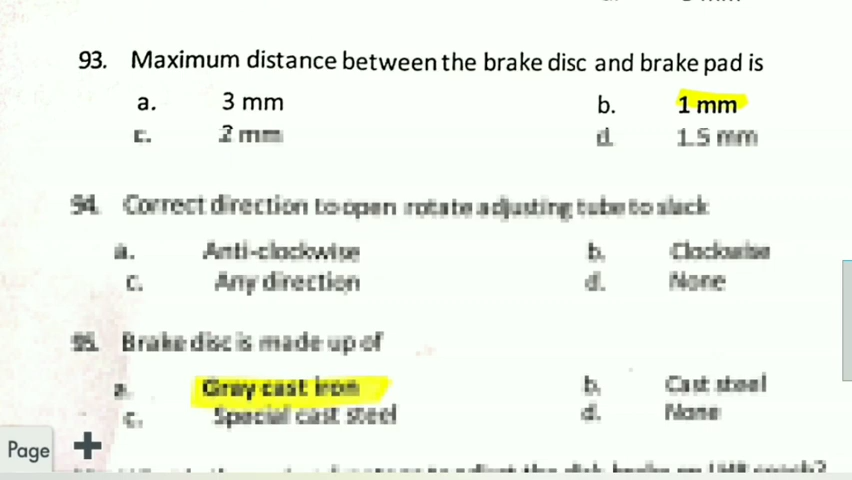 93. Maximum distance between the brake disc and brake pad is
a. 3 mm b. 1 mm
c. 2 mm d. 1.5 mm
94. Correct direction to open rotate adjusting tube to slack
a. Anti-clockwise b. Clockwise
c. Any direction d. None
95. Brake disc is made up of
a. Gray cast iron b. Cast steel
c. Special cast steel d. None
Page +